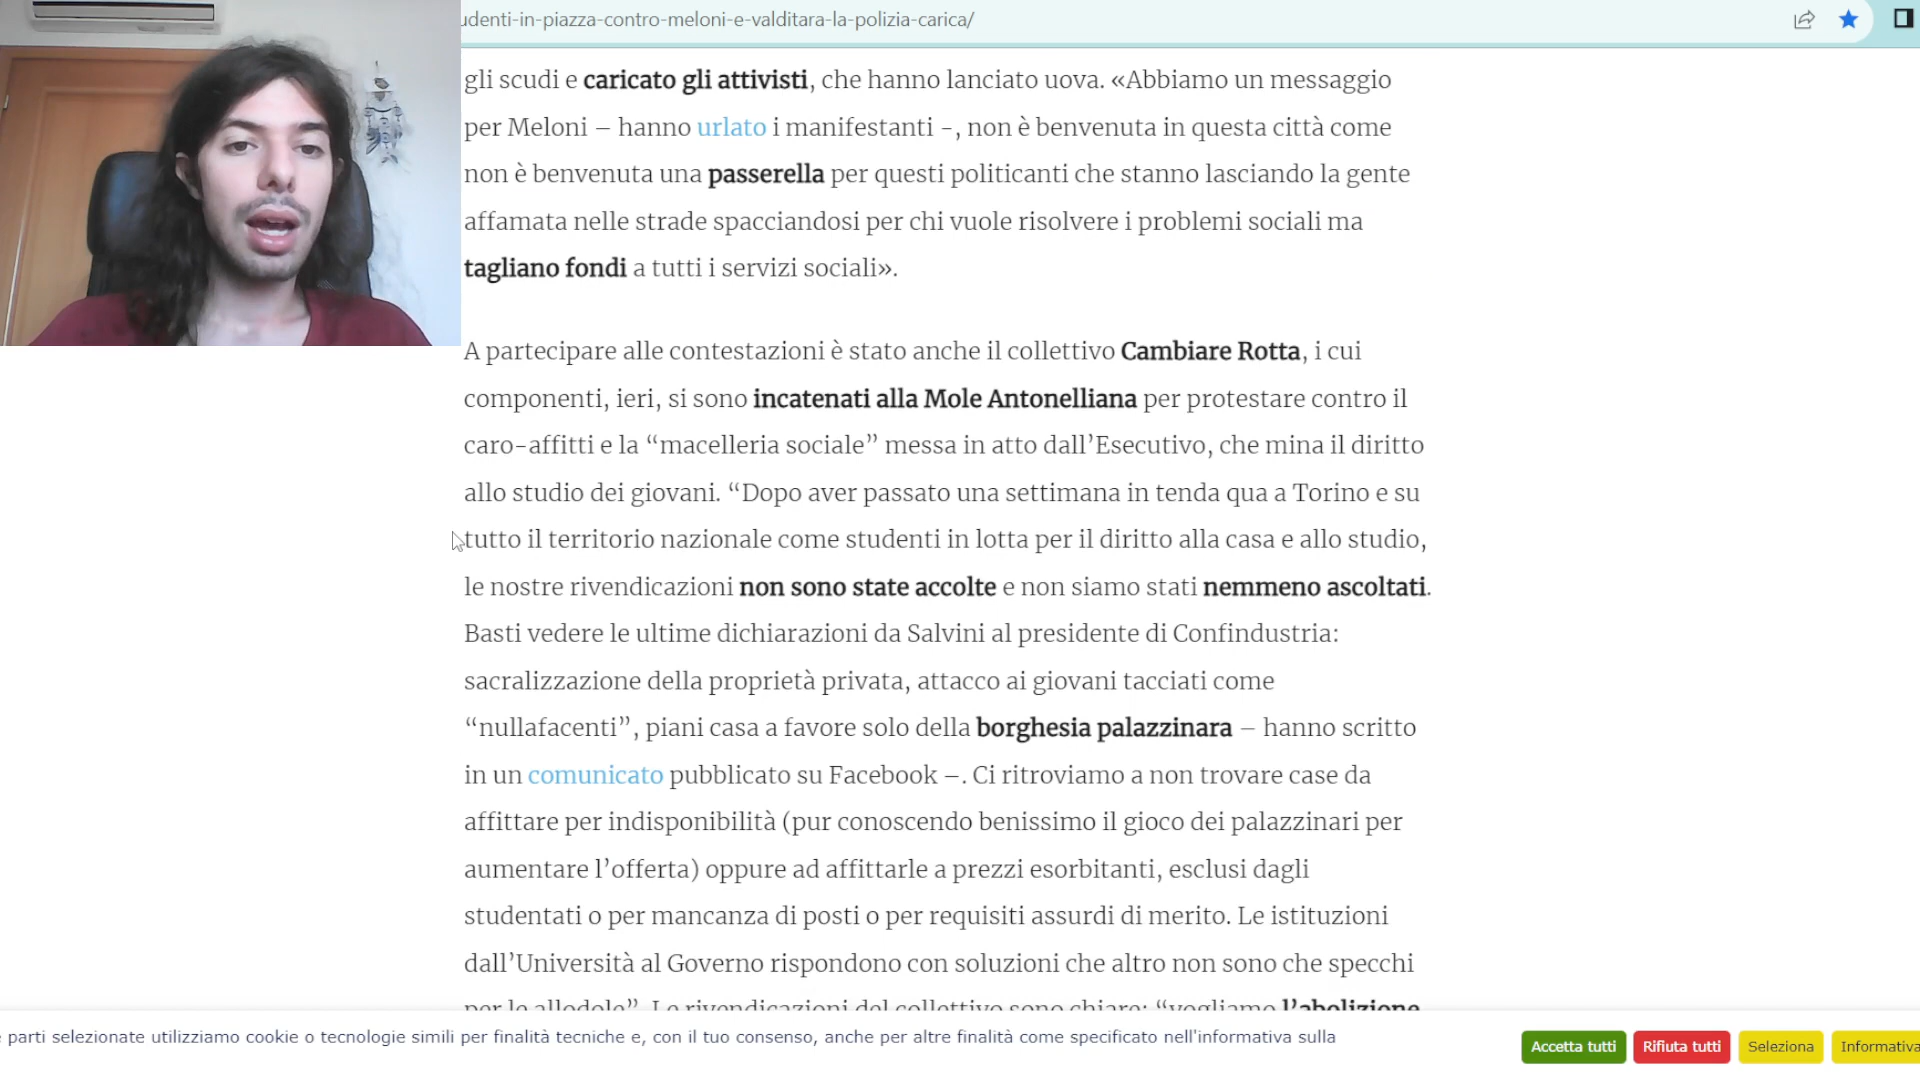 udenti-in-piazza-contro-meloni-e-valditara-la-polizia-carica/
gli scudi e caricato gli attivisti, che hanno lanciato uova. «Abbiamo un messaggio
per Meloni – hanno urlato i manifestanti -, non è benvenuta in questa città come
non è benvenuta una passerella per questi politicanti che stanno lasciando la gente
affamata nelle strade spacciandosi per chi vuole risolvere i problemi sociali ma
tagliano fondi a tutti i servizi sociali».
A partecipare alle contestazioni è stato anche il collettivo Cambiare Rotta, i cui
componenti, ieri, si sono incatenati alla Mole Antonelliana per protestare contro il
caro-affitti e la “macelleria sociale” messa in atto dall’Esecutivo, che mina il diritto
allo studio dei giovani. “Dopo aver passato una settimana in tenda qua a Torino e su
tutto il territorio nazionale come studenti in lotta per il diritto alla casa e allo studio,
le nostre rivendicazioni non sono state accolte e non siamo stati nemmeno ascoltati.
Basti vedere le ultime dichiarazioni da Salvini al presidente di Confindustria:
sacralizzazione della proprietà privata, attacco ai giovani tacciati come
“nullafacenti”, piani casa a favore solo della borghesia palazzinara – hanno scritto
in un comunicato pubblicato su Facebook –. Ci ritroviamo a non trovare case da
affittare per indisponibilità (pur conoscendo benissimo il gioco dei palazzinari per
aumentare l’offerta) oppure ad affittarle a prezzi esorbitanti, esclusi dagli
studentati o per mancanza di posti o per requisiti assurdi di merito. Le istituzioni
dall’Università al Governo rispondono con soluzioni che altro non sono che specchi
per le allodole”. Le rivendicazioni del collettivo sono chiare: “vogliamo l’abolizione
e parti selezionate utilizziamo cookie o tecnologie simili per finalità tecniche e, con il tuo consenso, anche per altre finalità come specificato nell'informativa sulla
Accetta tutti
Rifiuta tutti
Seleziona
Informativa